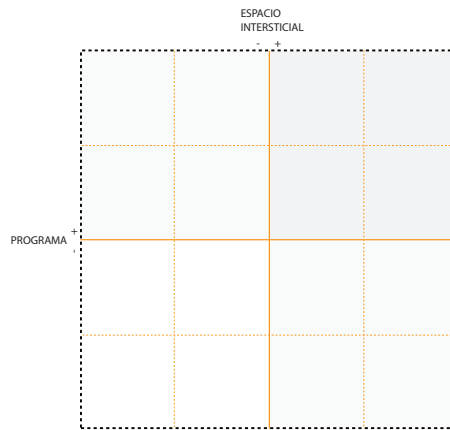 ESPACIO
INTERSTICIAL
- +
+
PROGRAMA
-